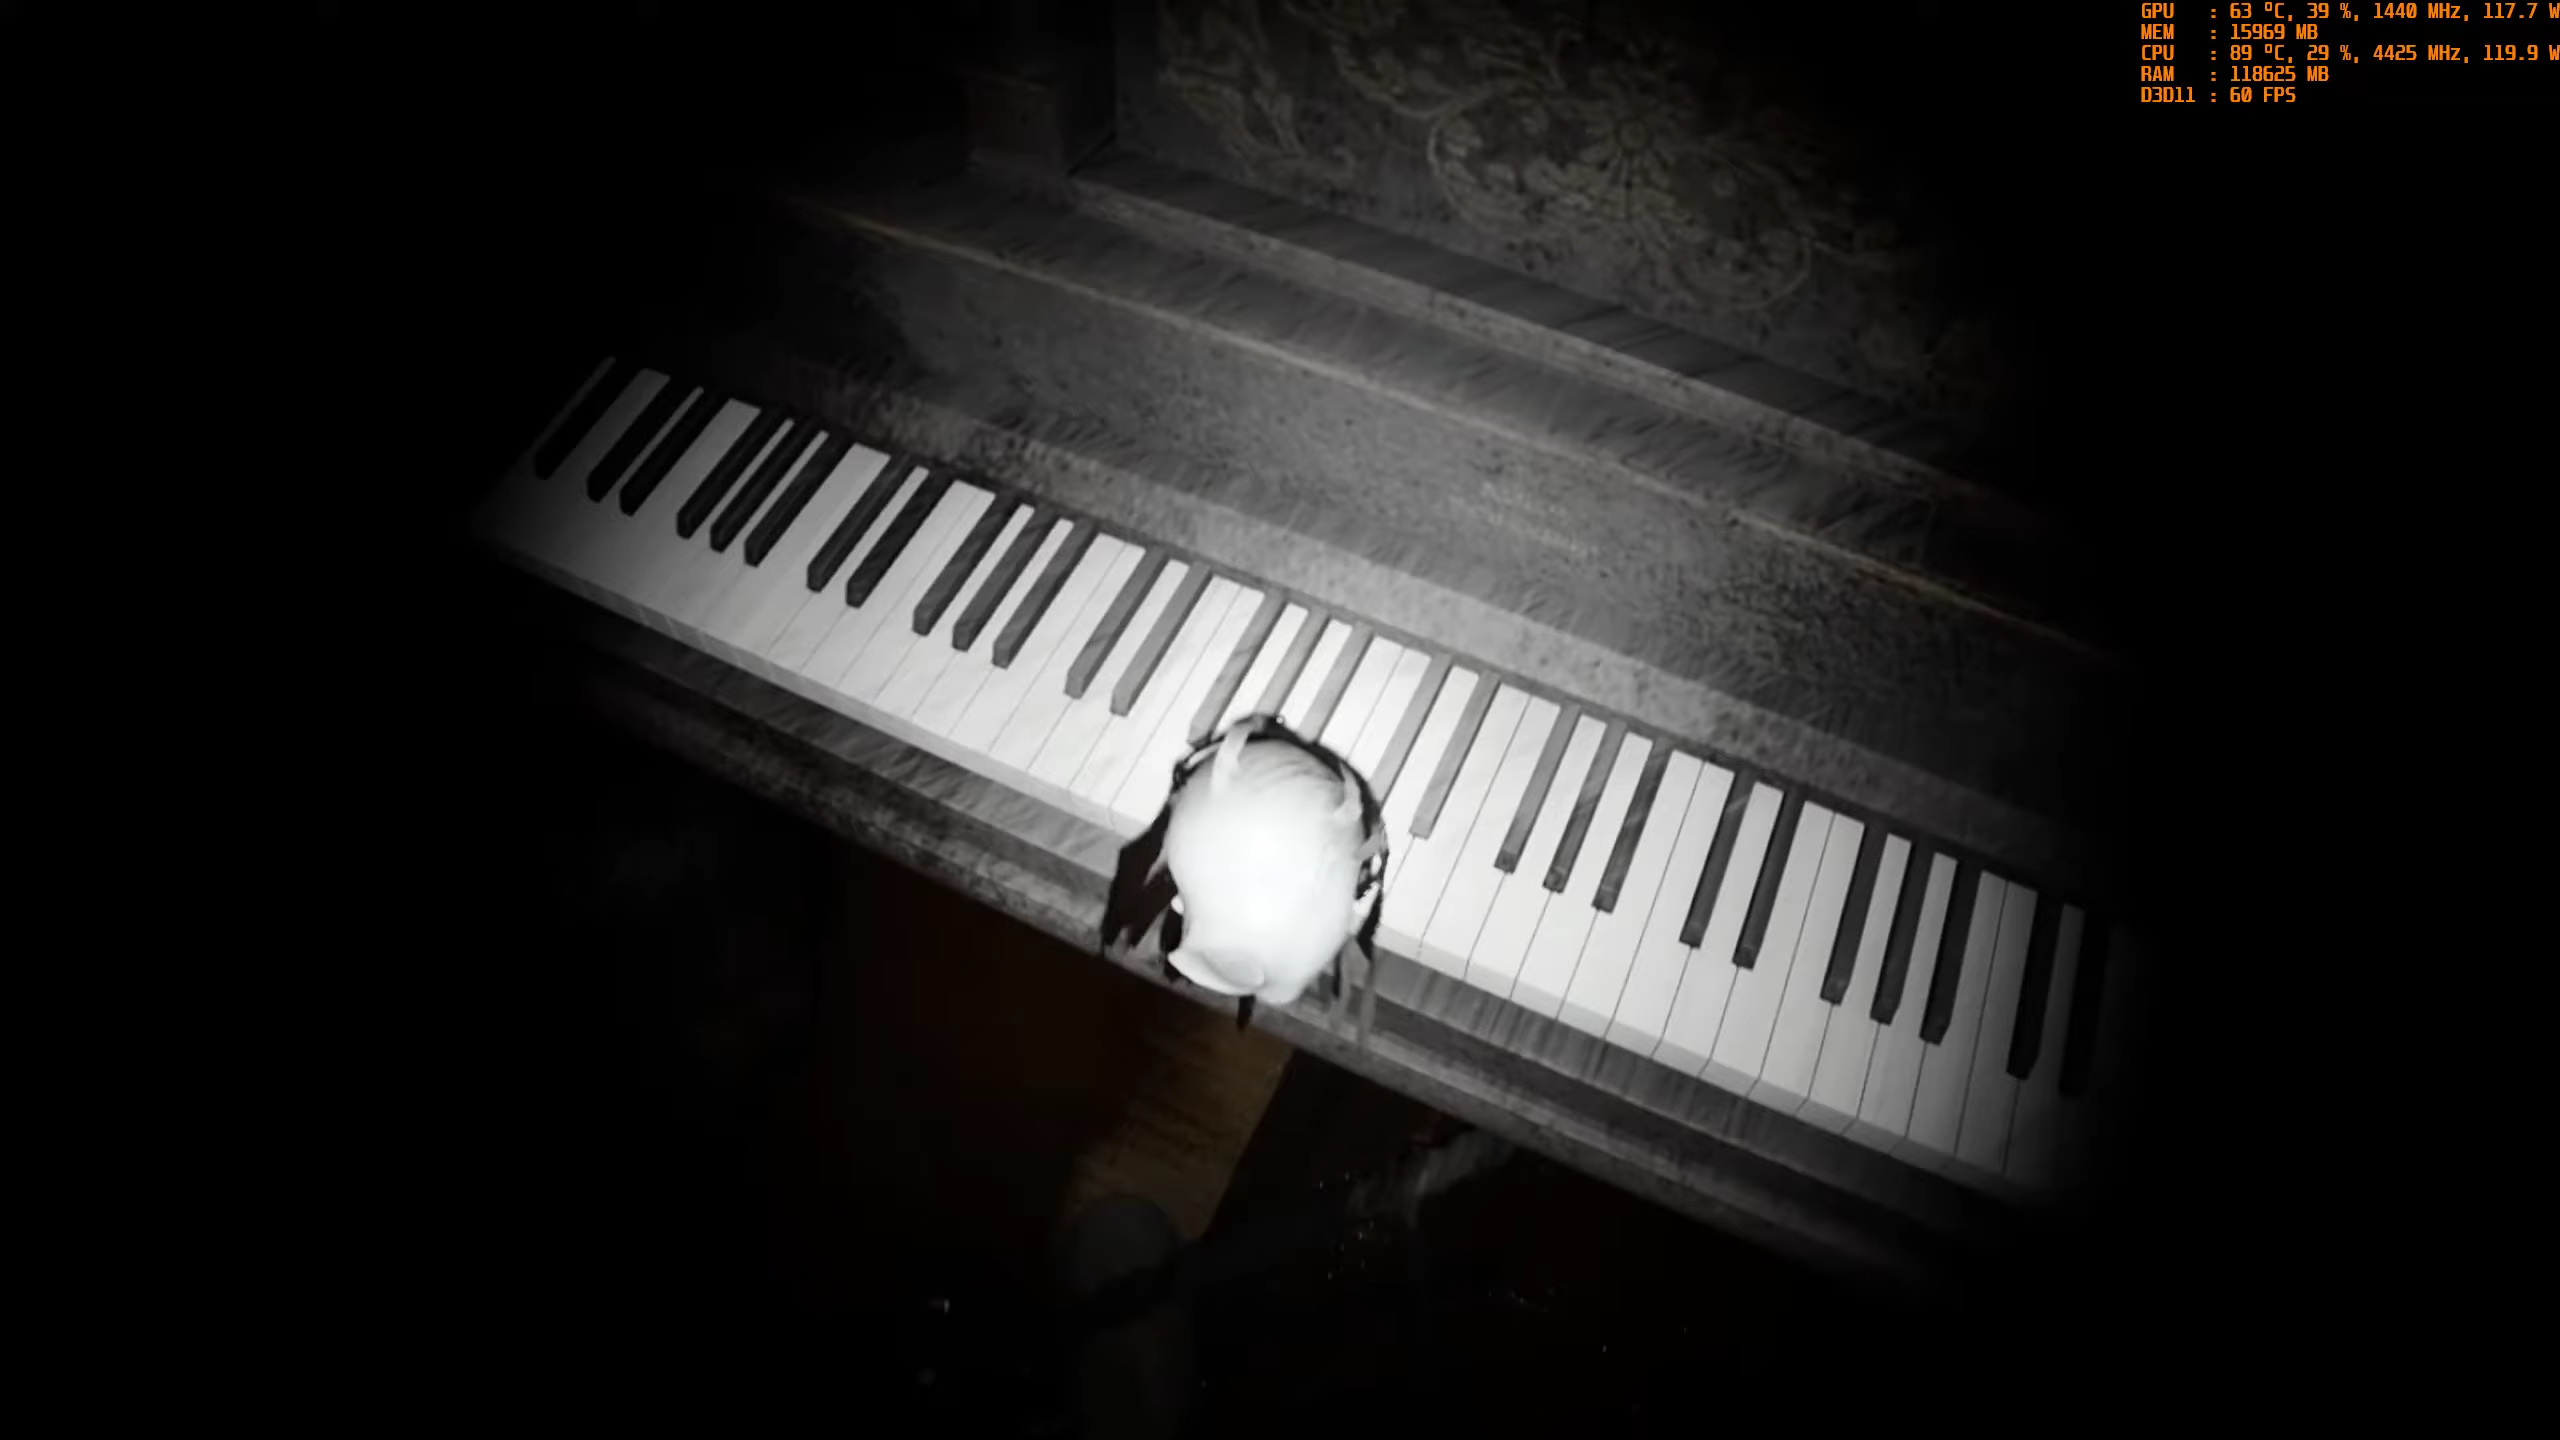 GPU : 63 °C, 39 %, 1440 MHz, 117.7 W
MEM : 15969 MB
CPU : 89 °C, 29 %, 4425 MHz, 119.9 W
RAM : 118625 MB
D3D11 : 60 FPS